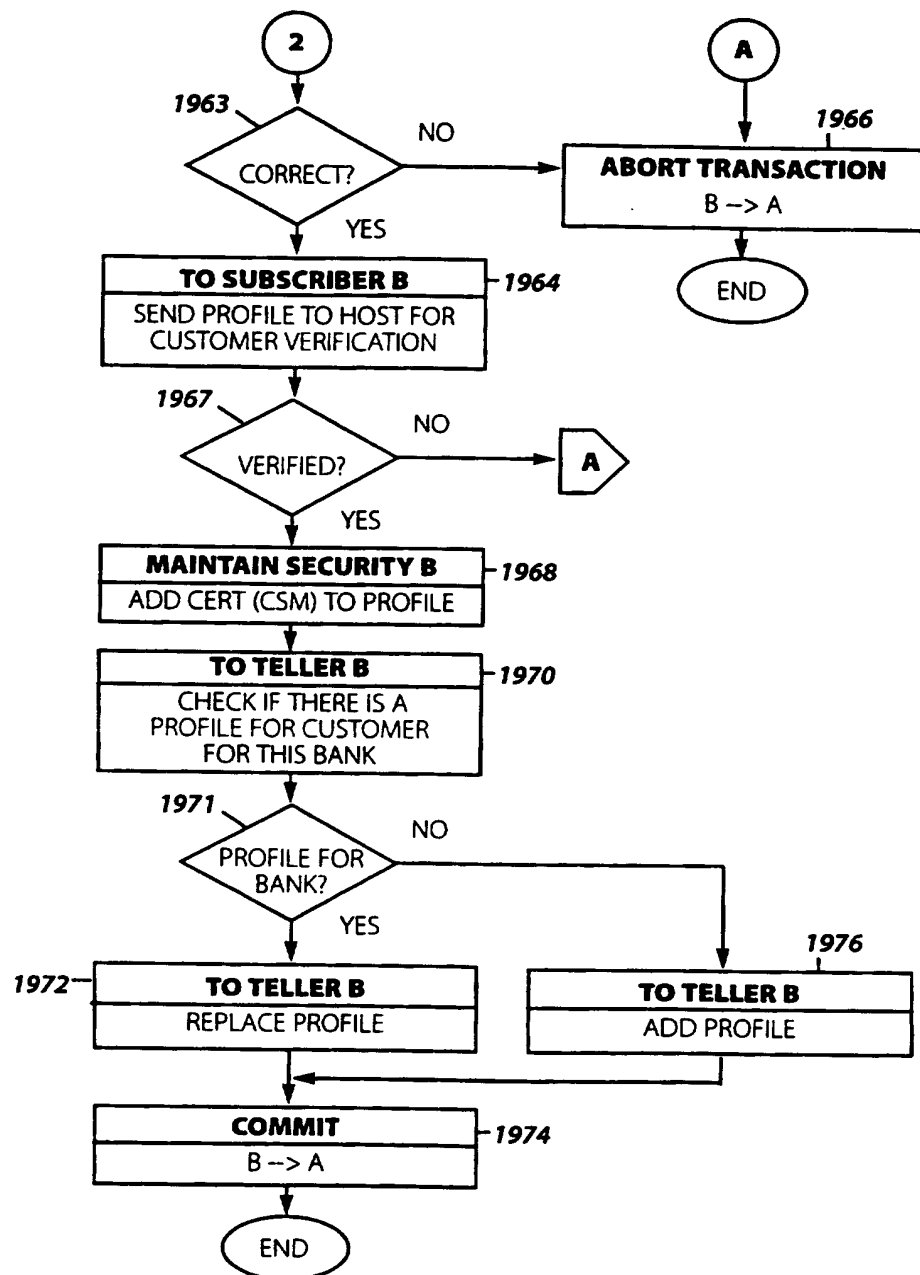 2
A
1963
1966
NO
CORRECT?
ABORT TRANSACTION
B --> A
YES
TO SUBSCRIBER B
1964
SEND PROFILE TO HOST FOR
CUSTOMER VERIFICATION
END
1967
NO
VERIFIED?
A
YES
MAINTAIN SECURITY B
1968
ADD CERT (CSM) TO PROFILE
TO TELLER B
1970
CHECK IF THERE IS A
PROFILE FOR CUSTOMER
FOR THIS BANK
1971
NO
PROFILE FOR
BANK?
YES
1976
1972
TO TELLER B
REPLACE PROFILE
TO TELLER B
ADD PROFILE
COMMIT
1974
B --> A
END